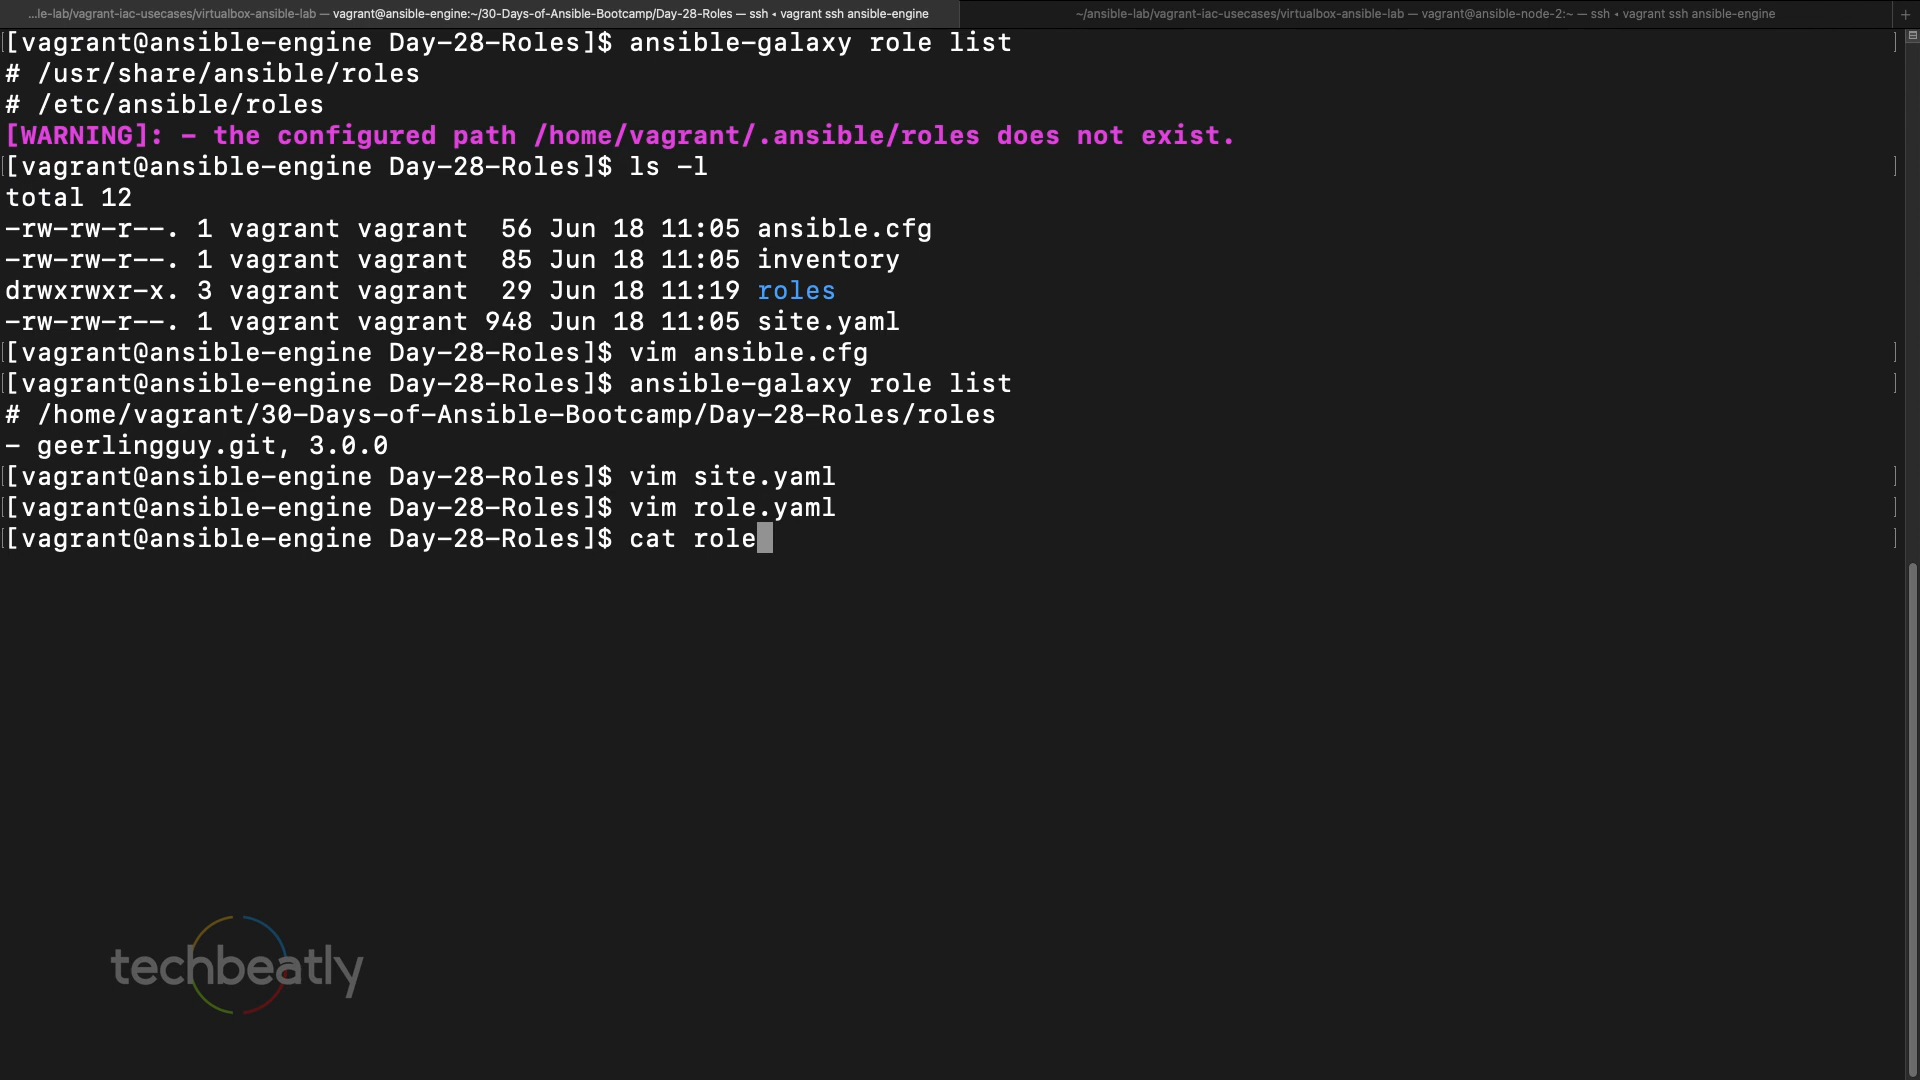 ...le-lab/vagrant-iac-usecases/virtualbox-ansible-lab — vagrant@ansible-engine:~/30-Days-of-Ansible-Bootcamp/Day-28-Roles — ssh ◂ vagrant ssh ansible-engine
~/ansible-lab/vagrant-iac-usecases/virtualbox-ansible-lab — vagrant@ansible-node-2:~ — ssh ◂ vagrant ssh ansible-engine
[vagrant@ansible-engine Day-28-Roles]$ ansible-galaxy role list
# /usr/share/ansible/roles
# /etc/ansible/roles
[WARNING]: - the configured path /home/vagrant/.ansible/roles does not exist.
[vagrant@ansible-engine Day-28-Roles]$ ls -l
total 12
-rw-rw-r--. 1 vagrant vagrant  56 Jun 18 11:05 ansible.cfg
-rw-rw-r--. 1 vagrant vagrant  85 Jun 18 11:05 inventory
drwxrwxr-x. 3 vagrant vagrant  29 Jun 18 11:19 roles
-rw-rw-r--. 1 vagrant vagrant 948 Jun 18 11:05 site.yaml
[vagrant@ansible-engine Day-28-Roles]$ vim ansible.cfg
[vagrant@ansible-engine Day-28-Roles]$ ansible-galaxy role list
# /home/vagrant/30-Days-of-Ansible-Bootcamp/Day-28-Roles/roles
- geerlingguy.git, 3.0.0
[vagrant@ansible-engine Day-28-Roles]$ vim site.yaml
[vagrant@ansible-engine Day-28-Roles]$ vim role.yaml
[vagrant@ansible-engine Day-28-Roles]$ cat role
techbeatly